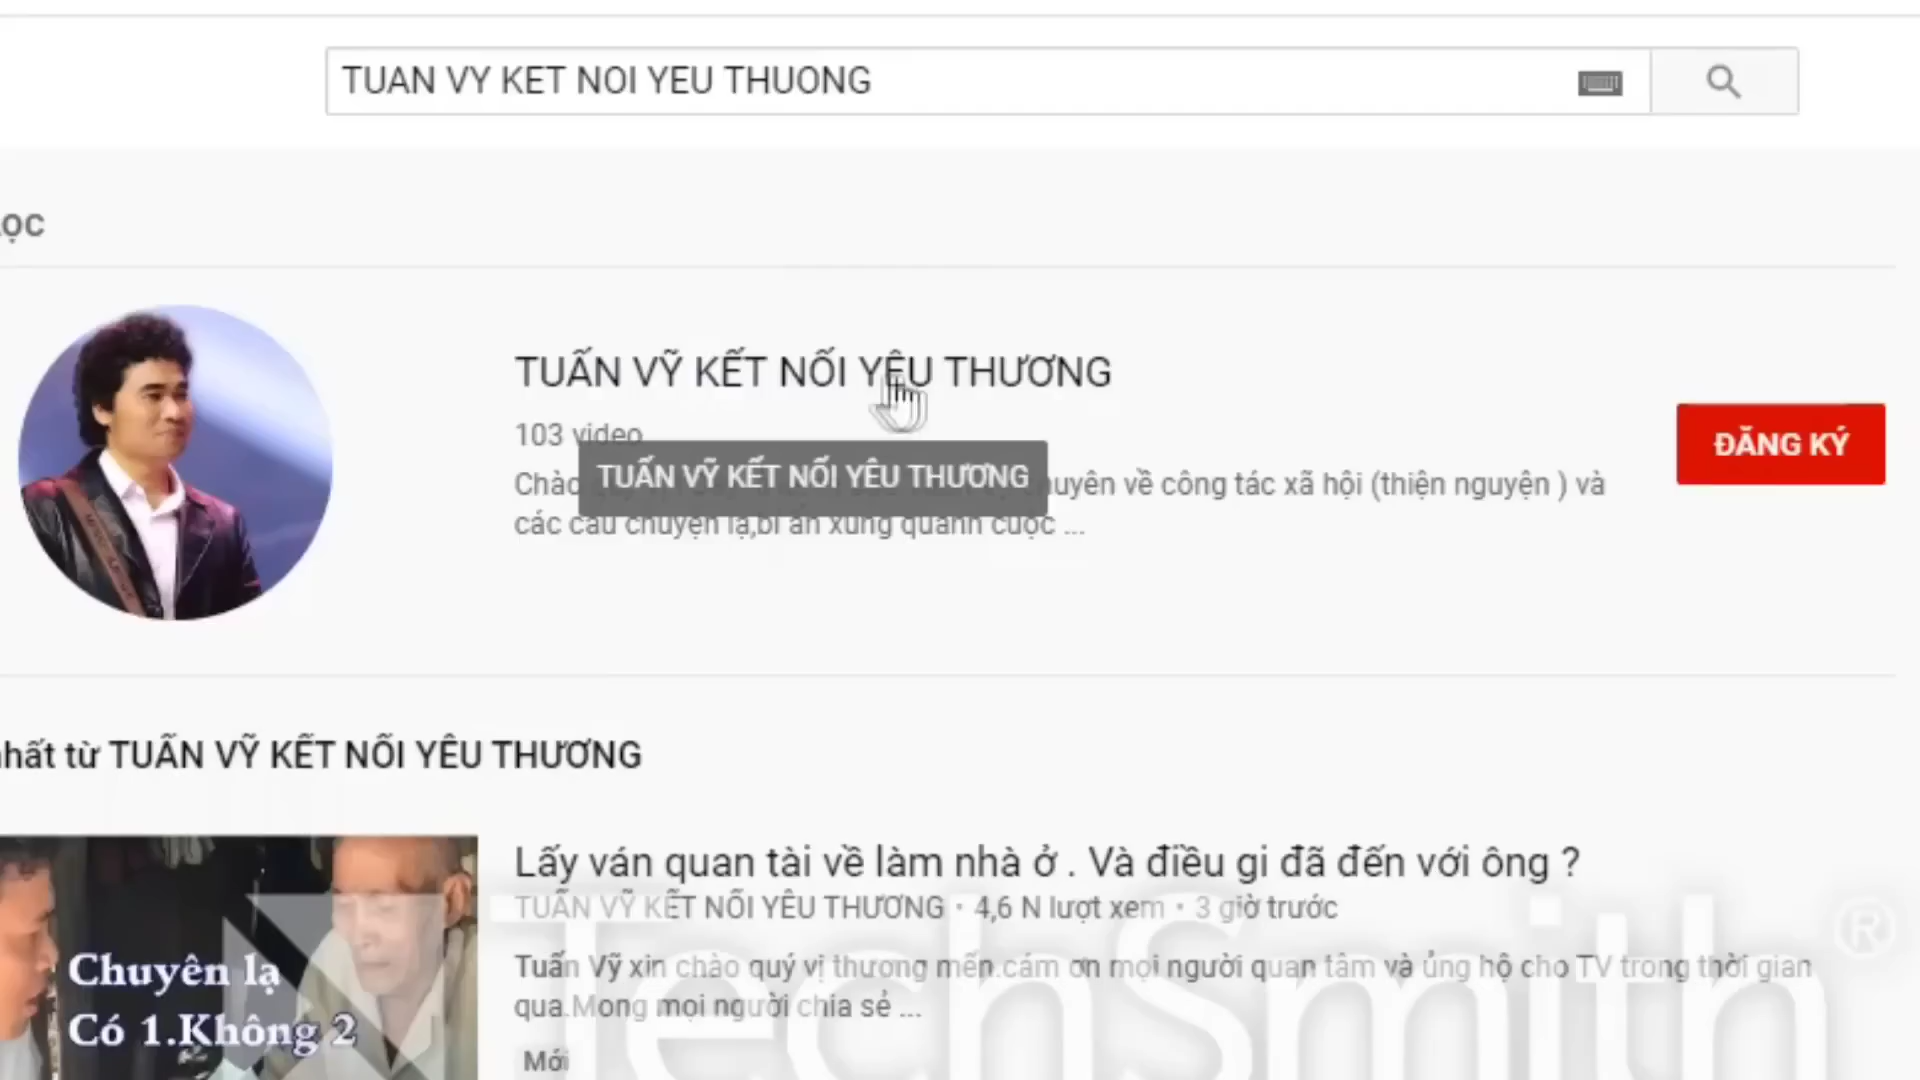 TUAN VY KET NOI YEU THUONG
ọc
TUẤN VỸ KẾT NỐI YÊU THƯƠNG
103 video
TUẤN VỸ KẾT NỐI YÊU THƯƠNG
Chào
huyên về công tác xã hội (thiện nguyện ) và
các câu chuyện lạ,bí ẩn xung quanh cuộc ...
ĐĂNG KÝ
nhất từ TUẤN VỸ KẾT NỐI YÊU THƯƠNG
Lấy ván quan tài về làm nhà ở . Và điều gi đã đến với ông ?
TUẤN VỸ KẾT NỐI YÊU THƯƠNG • 4,6 N lượt xem • 3 giờ trước
Tuấn Vỹ xin chào quý vị thương mến.cám ơn mọi người quan tâm và ủng hộ cho TV trong thời gian
qua.Mong mọi người chia sẻ ...
Mới
Chuyện lạ
Có 1.Không 2
TechSmith®